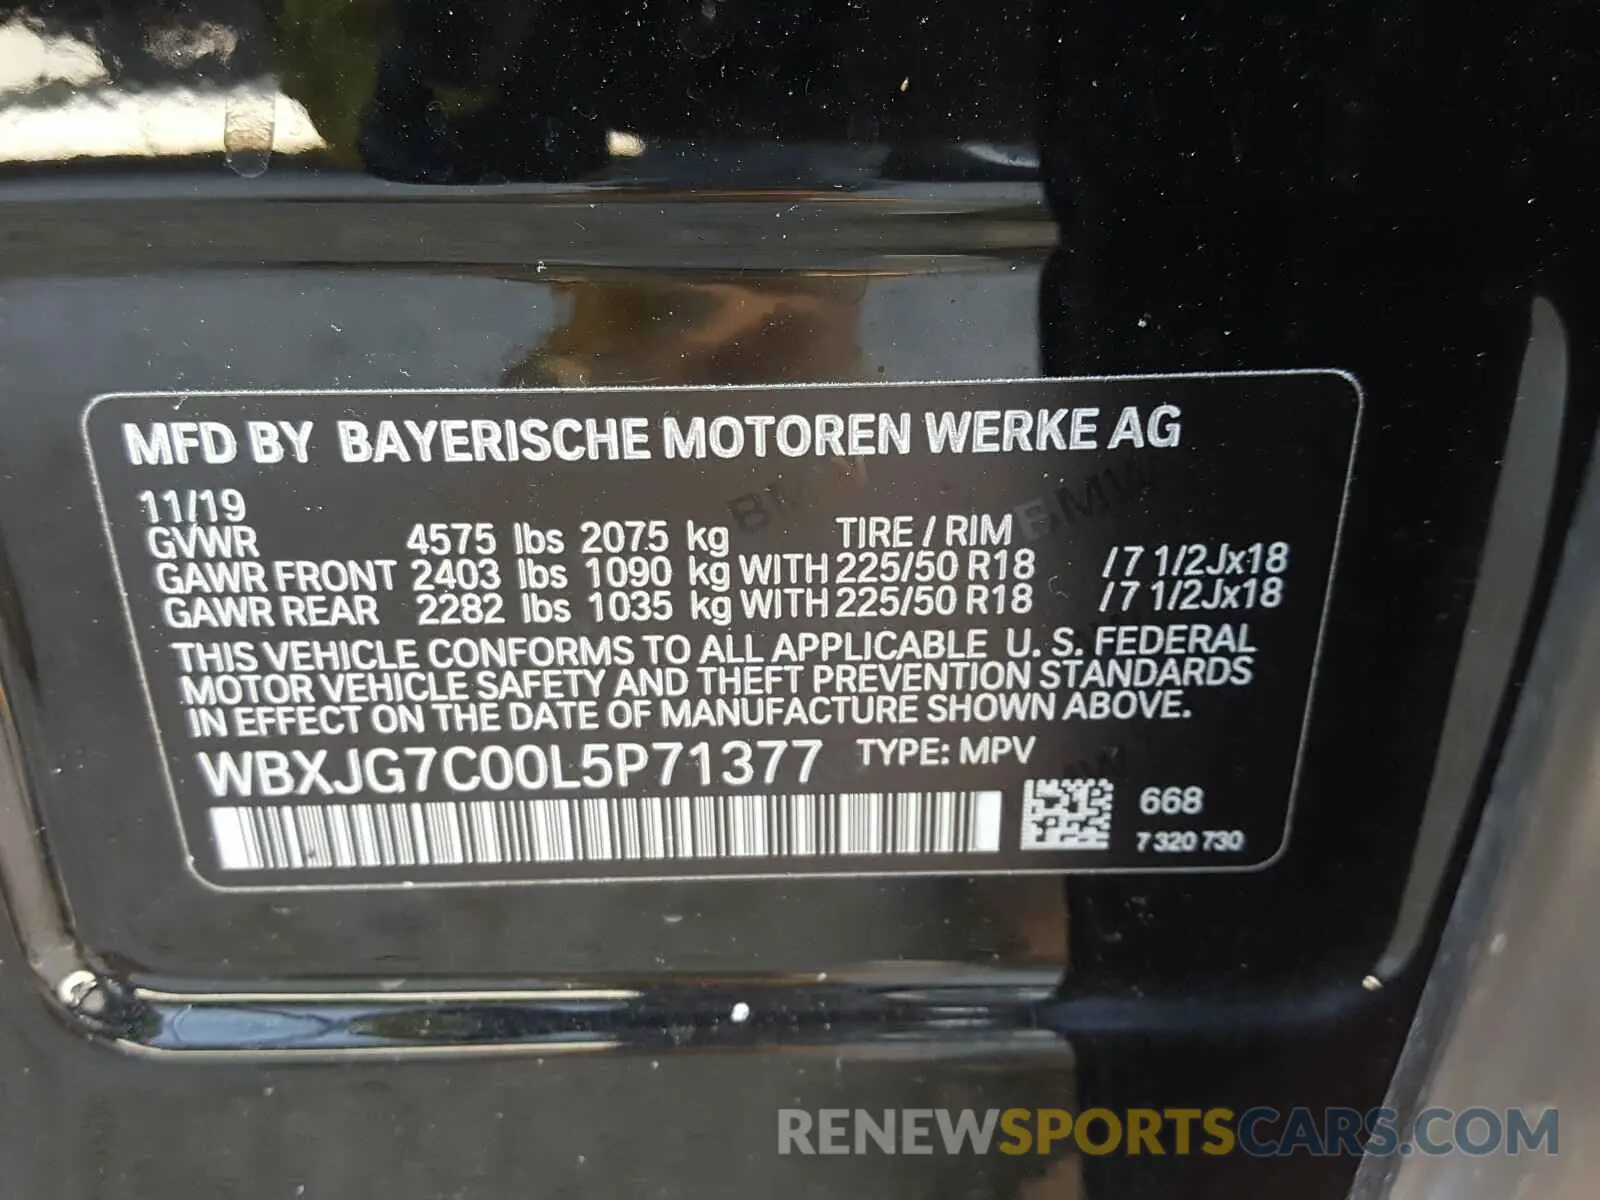 MFD BY BAYERISCHE MOTOREN WERKE AG
11/19
GVWR 4575 lbs 2075 kg TIRE / RIM
GAWR FRONT 2403 lbs 1090 kg WITH 225/50 R18 /7 1/2Jx18
GAWR REAR 2282 lbs 1035 kg WITH 225/50 R18 /7 1/2Jx18
THIS VEHICLE CONFORMS TO ALL APPLICABLE U. S. FEDERAL
MOTOR VEHICLE SAFETY AND THEFT PREVENTION STANDARDS
IN EFFECT ON THE DATE OF MANUFACTURE SHOWN ABOVE.
WBXJG7C00L5P71377 TYPE: MPV
668
7 320 730
RENEWSPORTSCARS.COM